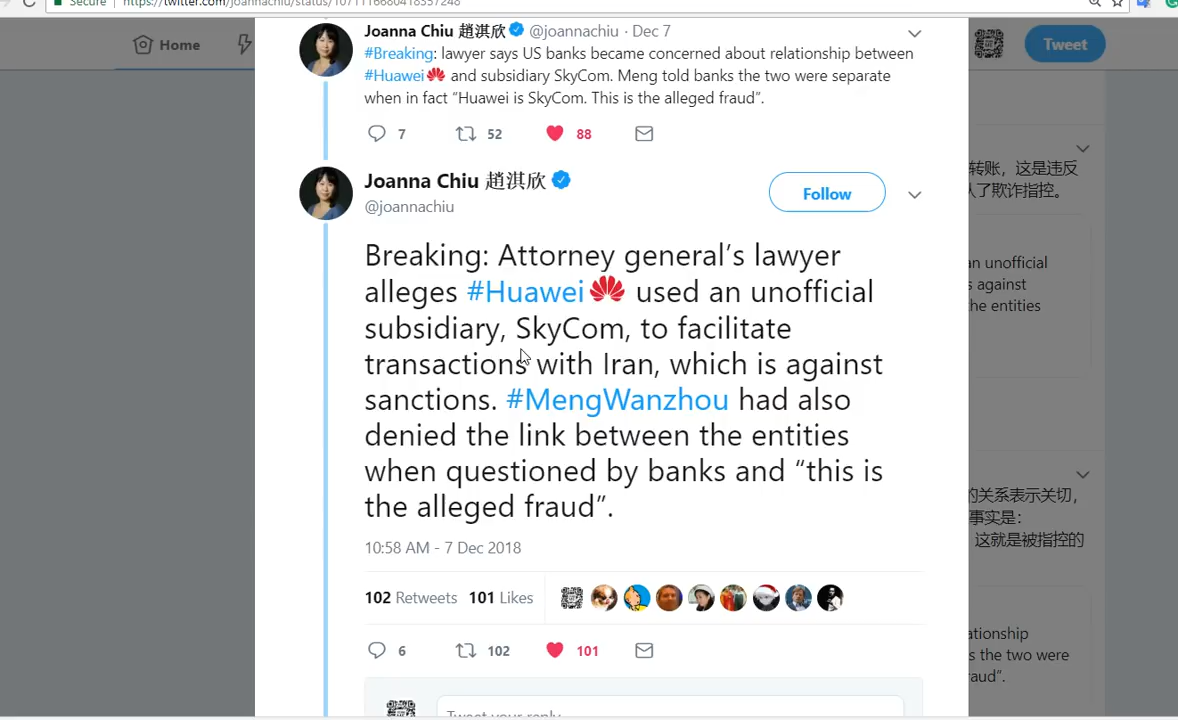 Secure
https://twitter.com/joannachiu/status/1071116680418357248
Home
Tweet
Joanna Chiu 趙淇欣 @joannachiu · Dec 7
#Breaking: lawyer says US banks became concerned about relationship between
#Huawei and subsidiary SkyCom. Meng told banks the two were separate
when in fact “Huawei is SkyCom. This is the alleged fraud”.
7 52 88
Joanna Chiu 趙淇欣
@joannachiu
Follow
Breaking: Attorney general’s lawyer
alleges #Huawei used an unofficial
subsidiary, SkyCom, to facilitate
transactions with Iran, which is against
sanctions. #MengWanzhou had also
denied the link between the entities
when questioned by banks and “this is
the alleged fraud”.
10:58 AM - 7 Dec 2018
102 Retweets 101 Likes
6 102 101
Tweet your reply
转账，这是违反
了欺诈指控。
an unofficial
against
he entities
的关系表示关切，
事实是：
这就是被指控的
ationship
s the two were
raud”.